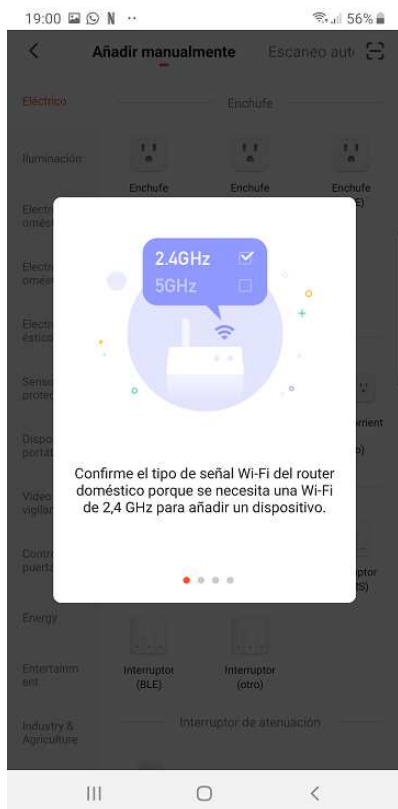 19:00 56%
Añadir manualmente Escaneo aut
Eléctrico
Enchufe
Iluminación
Enchufe
Enchufe
Enchufe
2.4GHz
5GHz
Confirme el tipo de señal Wi-Fi del router
doméstico porque se necesita una Wi-Fi
de 2,4 GHz para añadir un dispositivo.
Energy
Entertainm
ent
Interruptor
(BLE)
Interruptor
(otro)
Interruptor de atenuación
Industry &
Agriculture